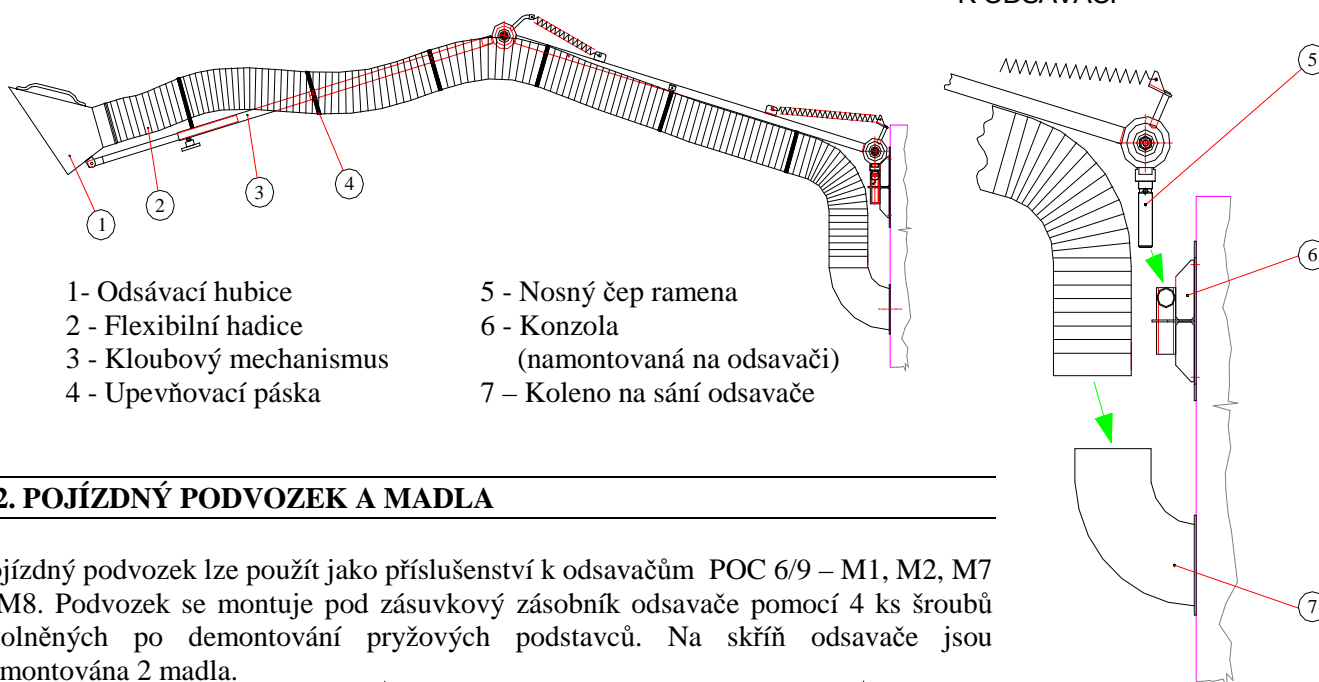 K ODSAVAČI
1
2
3
4
5
6
7
1- Odsávací hubice
2 - Flexibilní hadice
3 - Kloubový mechanismus
4 - Upevňovací páska
5 - Nosný čep ramena
6 - Konzola
(namontovaná na odsavači)
7 – Koleno na sání odsavače
2. POJÍZDNÝ PODVOZEK A MADLA
ojízdný podvozek lze použít jako příslušenství k odsavačům POC 6/9 – M1, M2, M7
M8. Podvozek se montuje pod zásuvkový zásobník odsavače pomocí 4 ks šroubů
volněných po demontování pryžových podstavců. Na skříň odsavače jsou
montována 2 madla.